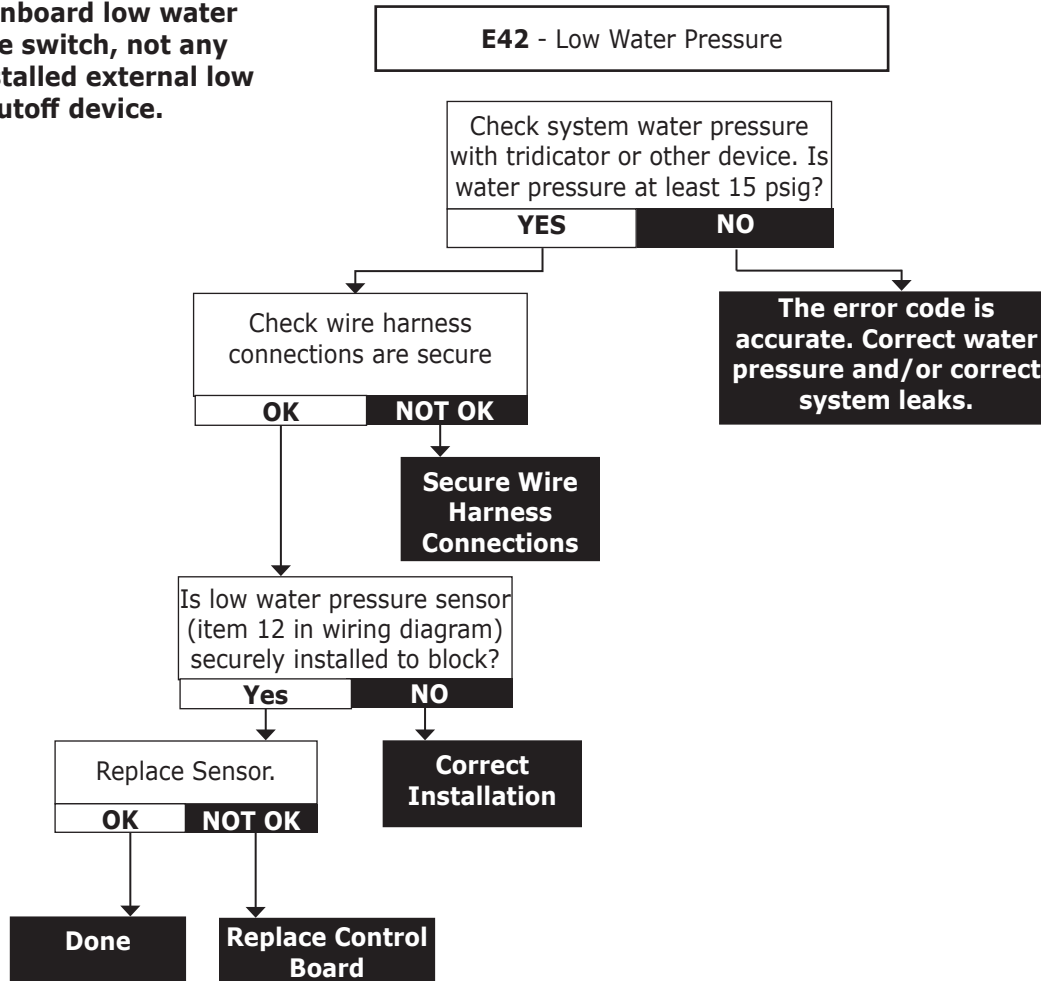 nboard low water
e switch, not any
stalled external low
utoff device.
E42 - Low Water Pressure
Check system water pressure
with tridicator or other device. Is
water pressure at least 15 psig?
YES NO
The error code is
accurate. Correct water
pressure and/or correct
system leaks.
Check wire harness
connections are secure
OK NOT OK
Secure Wire
Harness
Connections
Is low water pressure sensor
(item 12 in wiring diagram)
securely installed to block?
Yes NO
Replace Sensor.
OK NOT OK
Correct
Installation
Done
Replace Control
Board